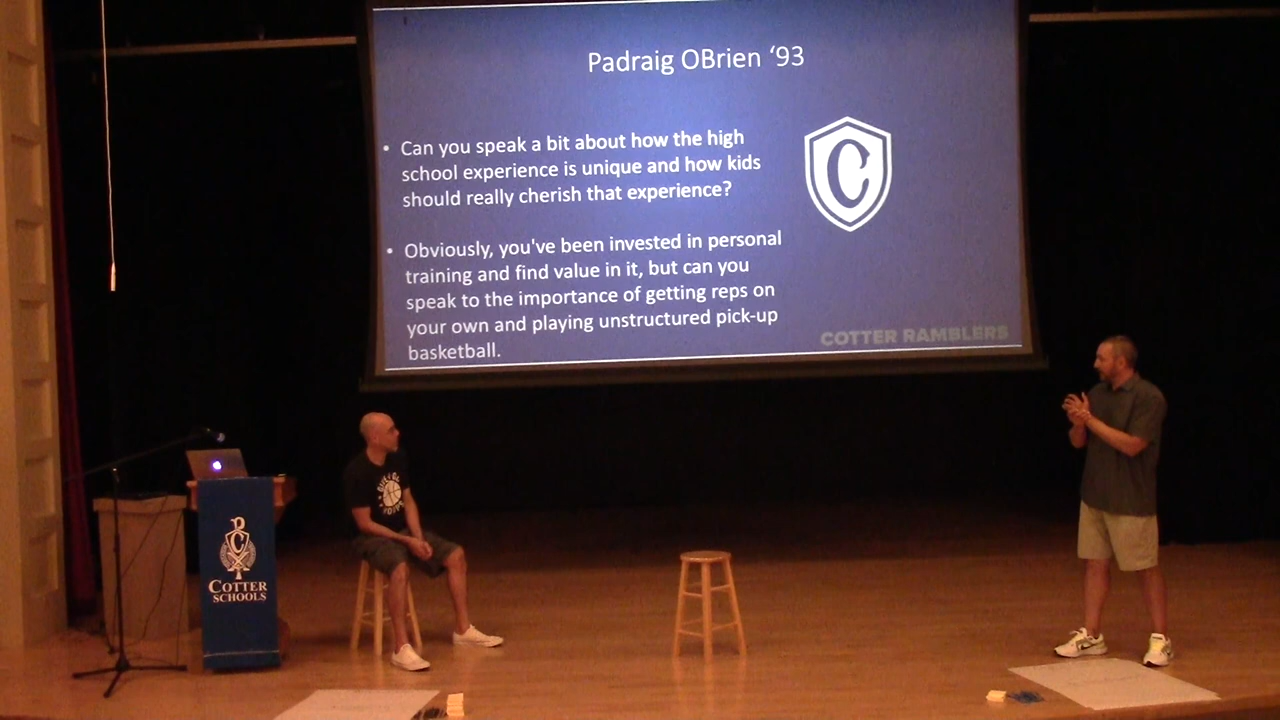 Padraig OBrien ‘93
• Can you speak a bit about how the high
school experience is unique and how kids
should really cherish that experience?
• Obviously, you've been invested in personal
training and find value in it, but can you
speak to the importance of getting reps on
your own and playing unstructured pick-up
basketball.
C
COTTER RAMBLERS
C
COTTER
SCHOOLS